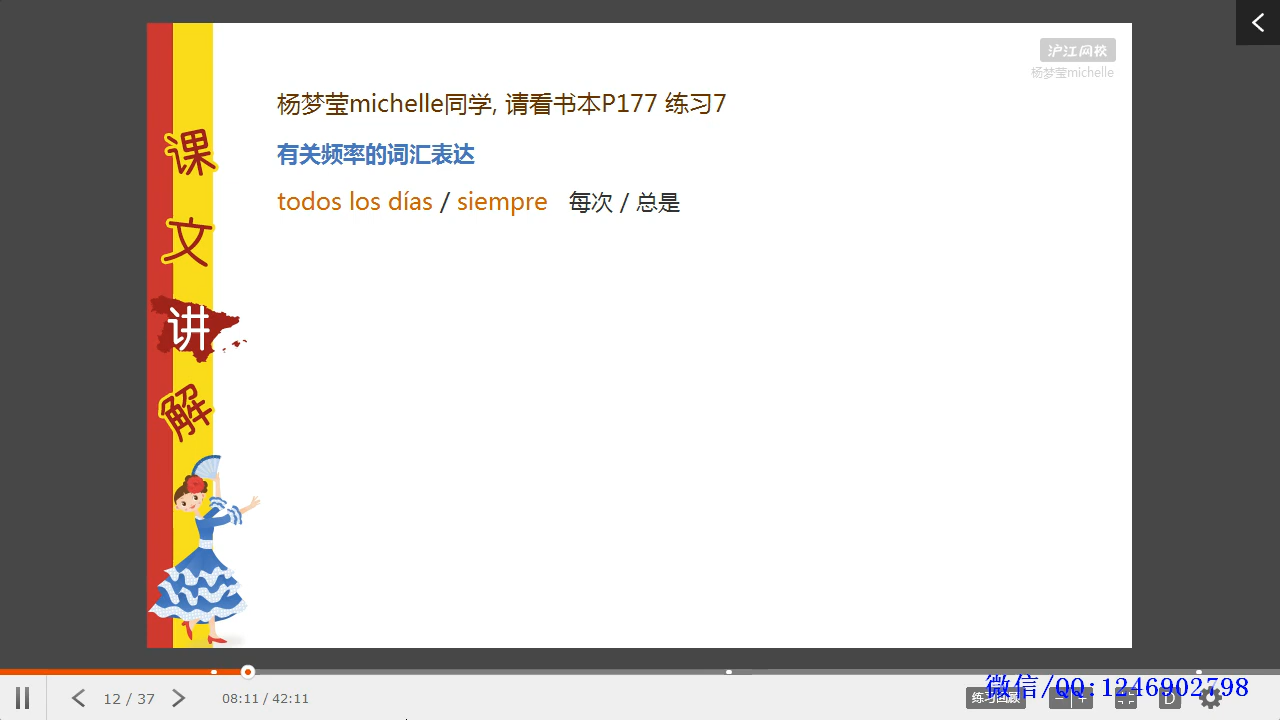 沪江网校
杨梦莹michelle
杨梦莹michelle同学, 请看书本P177 练习7
有关频率的词汇表达
todos los días / siempre 每次 / 总是
课
文
讲
解
12 / 37
08:11 / 42:11
练习回顾
D
微信/QQ:1246902798